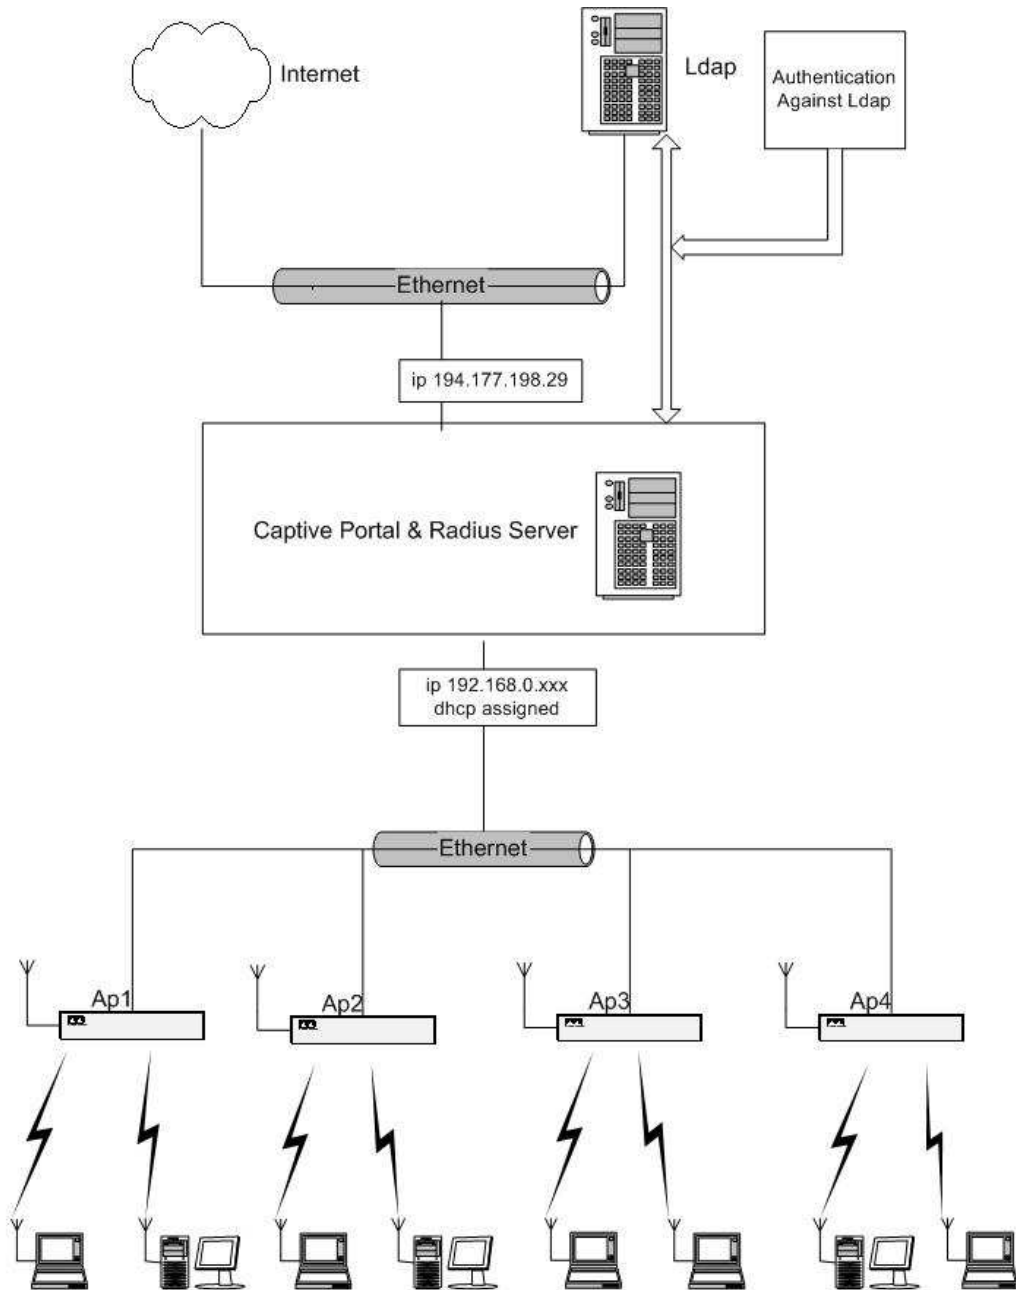 Internet
Ldap
Authentication
Against Ldap
Ethernet
ip 194.177.198.29
Captive Portal & Radius Server
ip 192.168.0.xxx
dhcp assigned
Ethernet
Ap1
Ap2
Ap3
Ap4